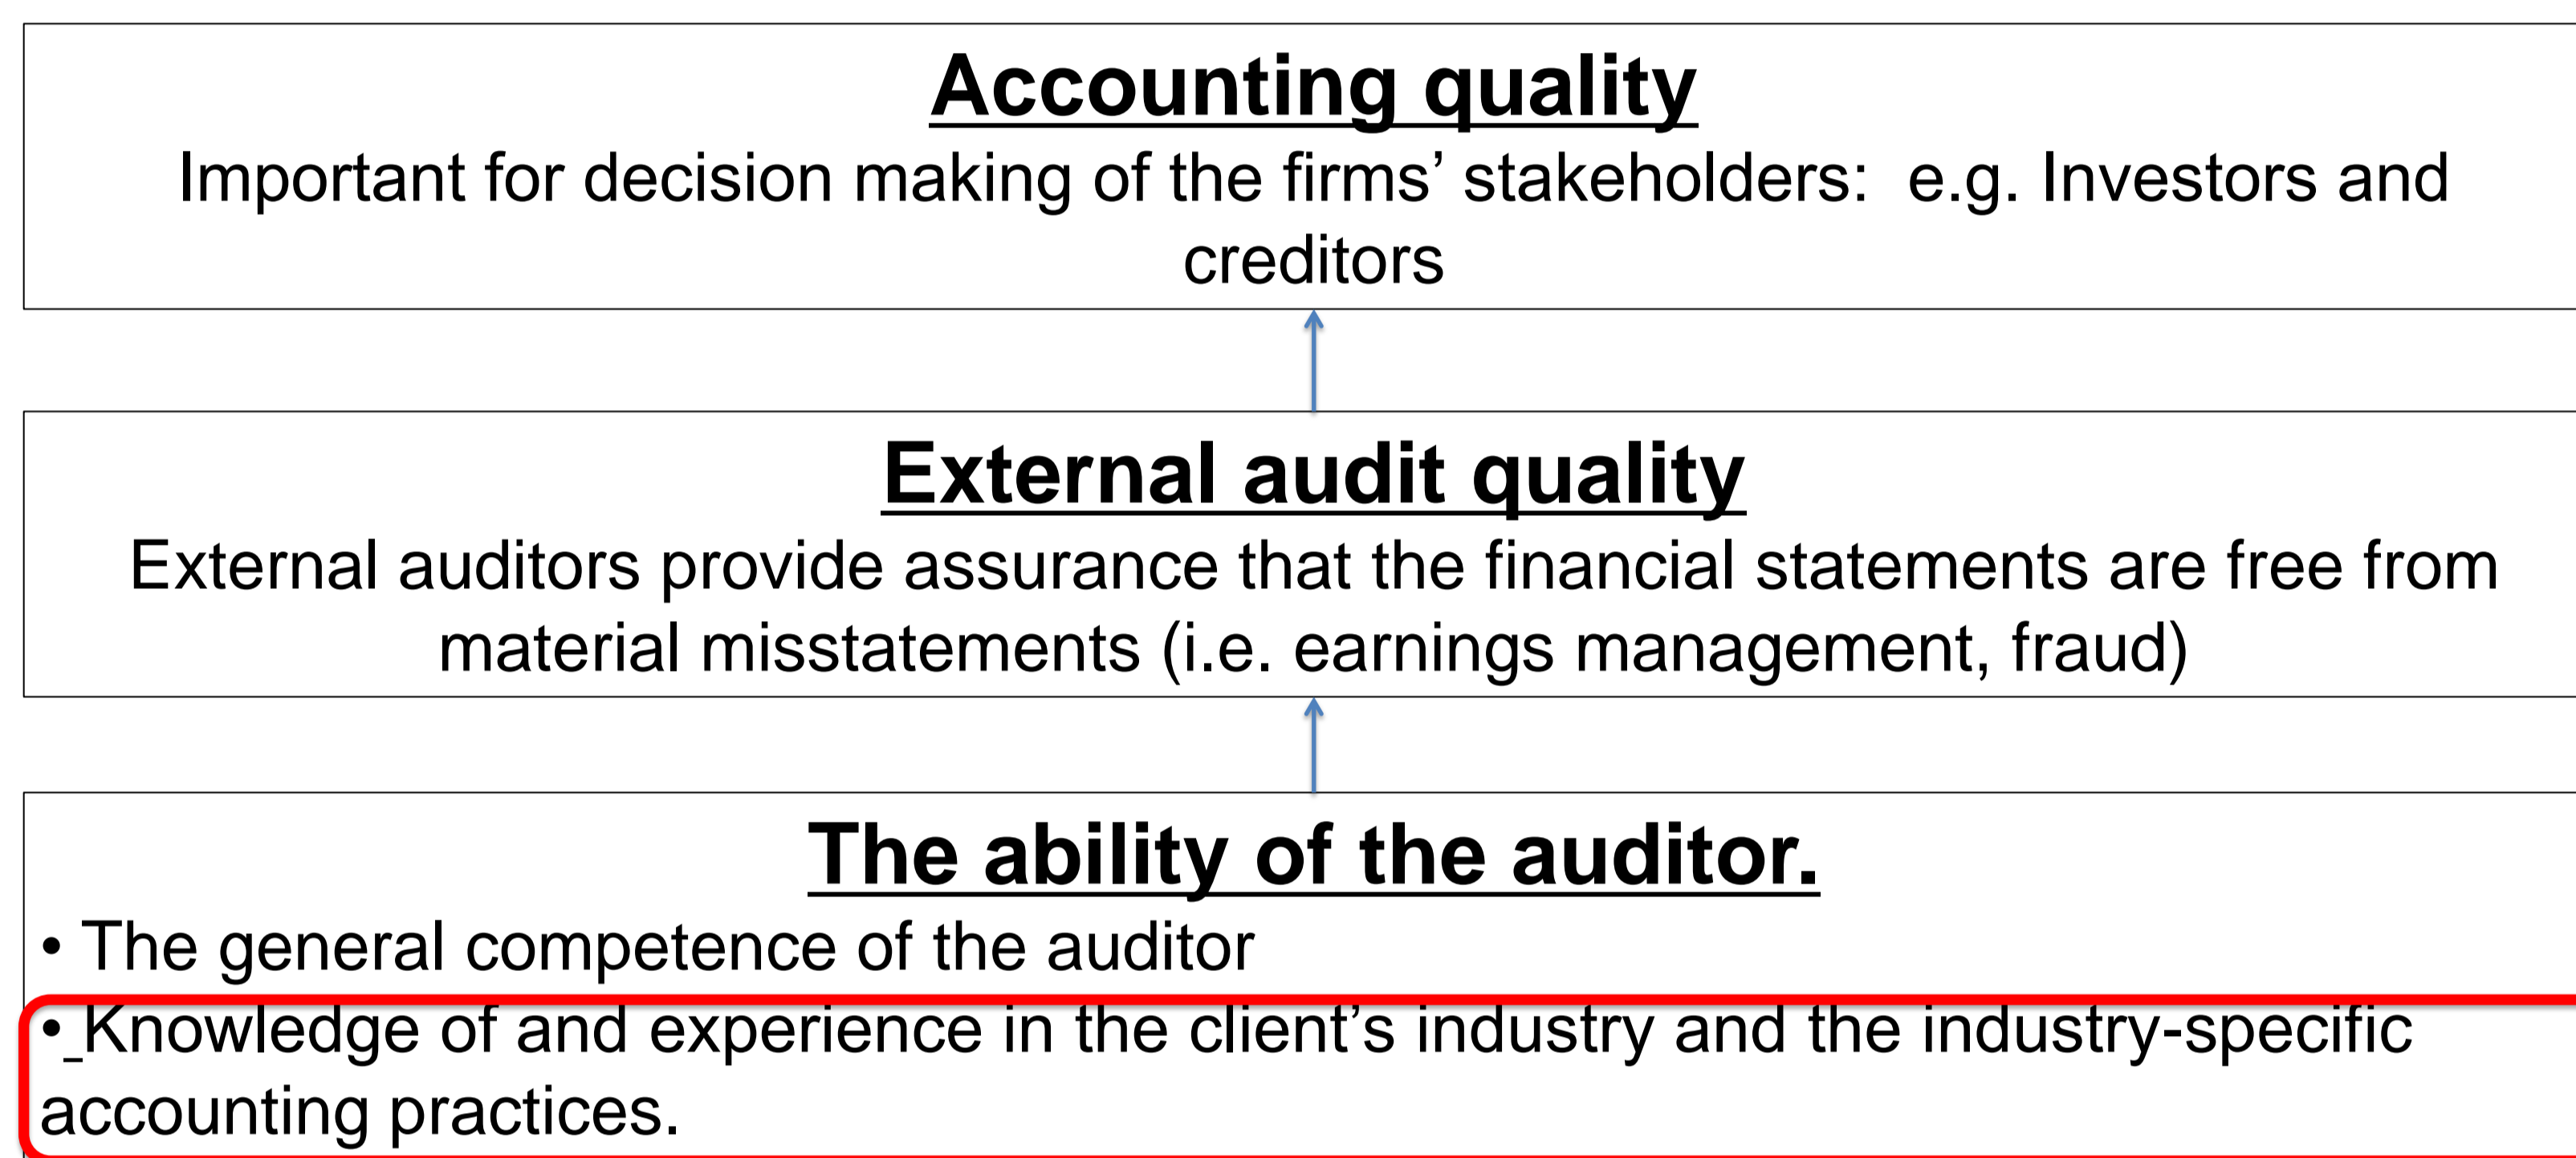 Accounting quality
Important for decision making of the firms’ stakeholders:  e.g. Investors and
creditors
External audit quality
External auditors provide assurance that the financial statements are free from
material misstatements (i.e. earnings management, fraud)
The ability of the auditor.
• The general competence of the auditor
• Knowledge of and experience in the client’s industry and the industry-specific
accounting practices.